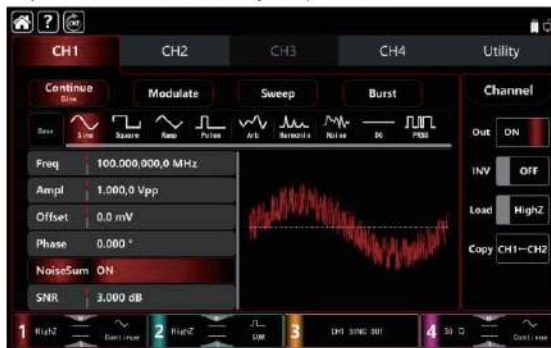 ?
CH1 CH2 CH3 CH4 Utility
Continue Modulate Sweep Burst Channel
Sine
Base Sine Square Ramp Pulse Arb Harmonic Noise DC PRBS
Out ON
Freq 100.000,000,0 MHz
Ampl 1.000,0 Vpp
INV OFF
Offset 0.0 mV
Load HighZ
Phase 0.000 °
Copy CH1←CH2
NoiseSum ON
SNR 3.000 dB
1 HighZ Continue 2 HighZ 3 CH1 SYNC OUT 4 50 Ω Continue